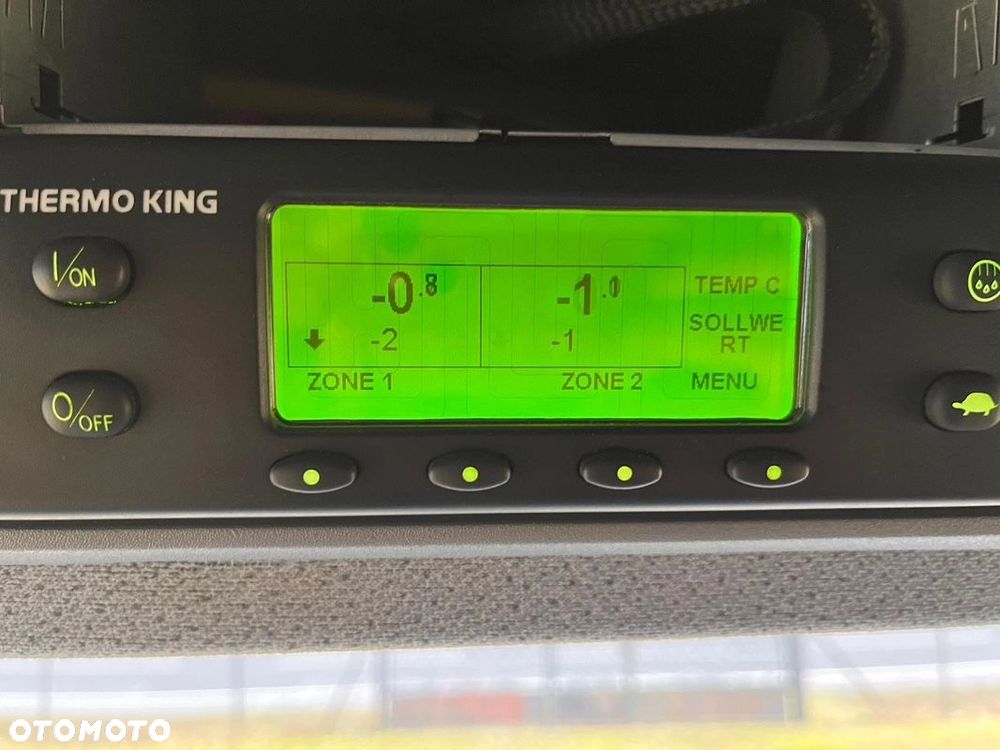 THERMO KING
I/ON
O/OFF
-0.8 -1.0 TEMP C
-2 -1 SOLLWE
RT
ZONE 1 ZONE 2 MENU
OTOMOTO